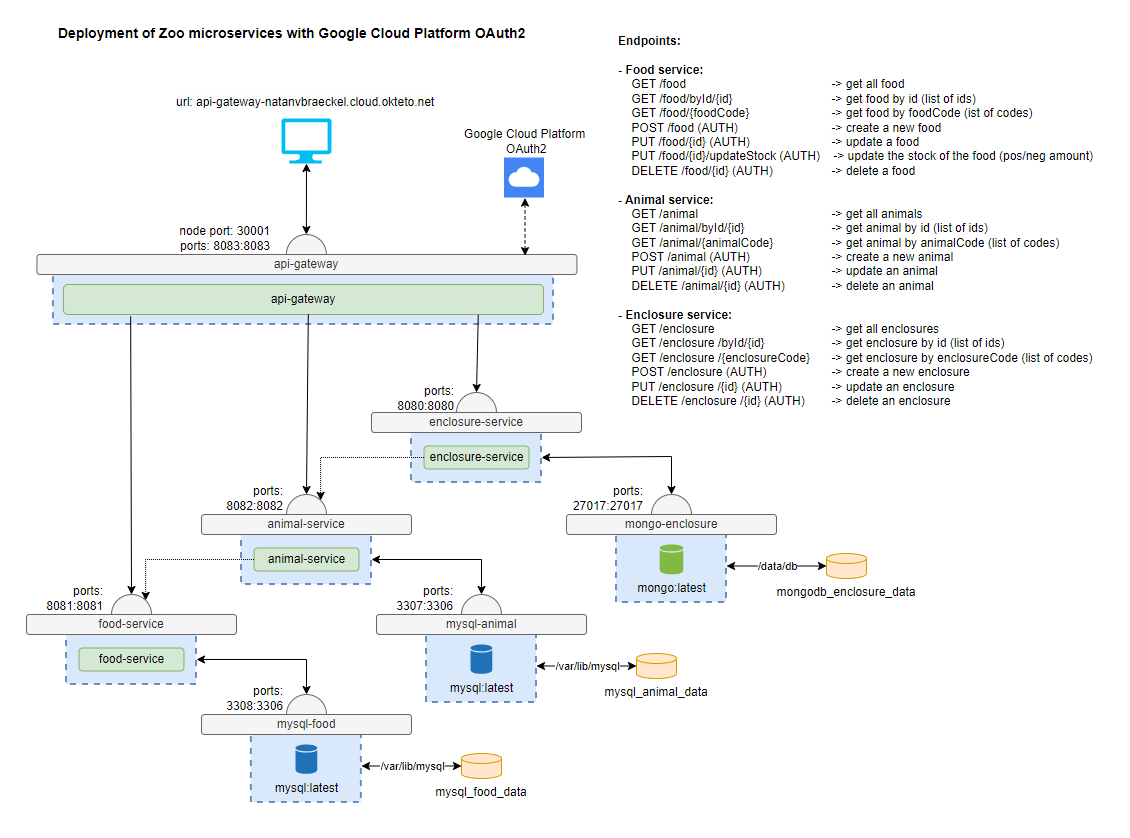 Deployment of Zoo microservices with Google Cloud Platform OAuth2
url: api-gateway-natanvbraeckel.cloud.okteto.net
Google Cloud Platform
OAuth2
node port: 30001
ports: 8083:8083
api-gateway
api-gateway
ports:
8080:8080
enclosure-service
enclosure-service
ports:
8082:8082
animal-service
animal-service
ports:
27017:27017
mongo-enclosure
mongo:latest
/data/db
mongodb_enclosure_data
ports:
8081:8081
food-service
food-service
ports:
3307:3306
mysql-animal
mysql:latest
/var/lib/mysql
mysql_animal_data
ports:
3308:3306
mysql-food
mysql:latest
/var/lib/mysql
mysql_food_data
Endpoints:
- Food service:
GET /food -> get all food
GET /food/byId/{id} -> get food by id (list of ids)
GET /food/{foodCode} -> get food by foodCode (ist of codes)
POST /food (AUTH) -> create a new food
PUT /food/{id} (AUTH) -> update a food
PUT /food/{id}/updateStock (AUTH) -> update the stock of the food (pos/neg amount)
DELETE /food/{id} (AUTH) -> delete a food
- Animal service:
GET /animal -> get all animals
GET /animal/byId/{id} -> get animal by id (list of ids)
GET /animal/{animalCode} -> get animal by animalCode (list of codes)
POST /animal (AUTH) -> create a new animal
PUT /animal/{id} (AUTH) -> update an animal
DELETE /animal/{id} (AUTH) -> delete an animal
- Enclosure service:
GET /enclosure -> get all enclosures
GET /enclosure /byId/{id} -> get enclosure by id (list of ids)
GET /enclosure /{enclosureCode} -> get enclosure by enclosureCode (list of codes)
POST /enclosure (AUTH) -> create a new enclosure
PUT /enclosure /{id} (AUTH) -> update an enclosure
DELETE /enclosure /{id} (AUTH) -> delete an enclosure